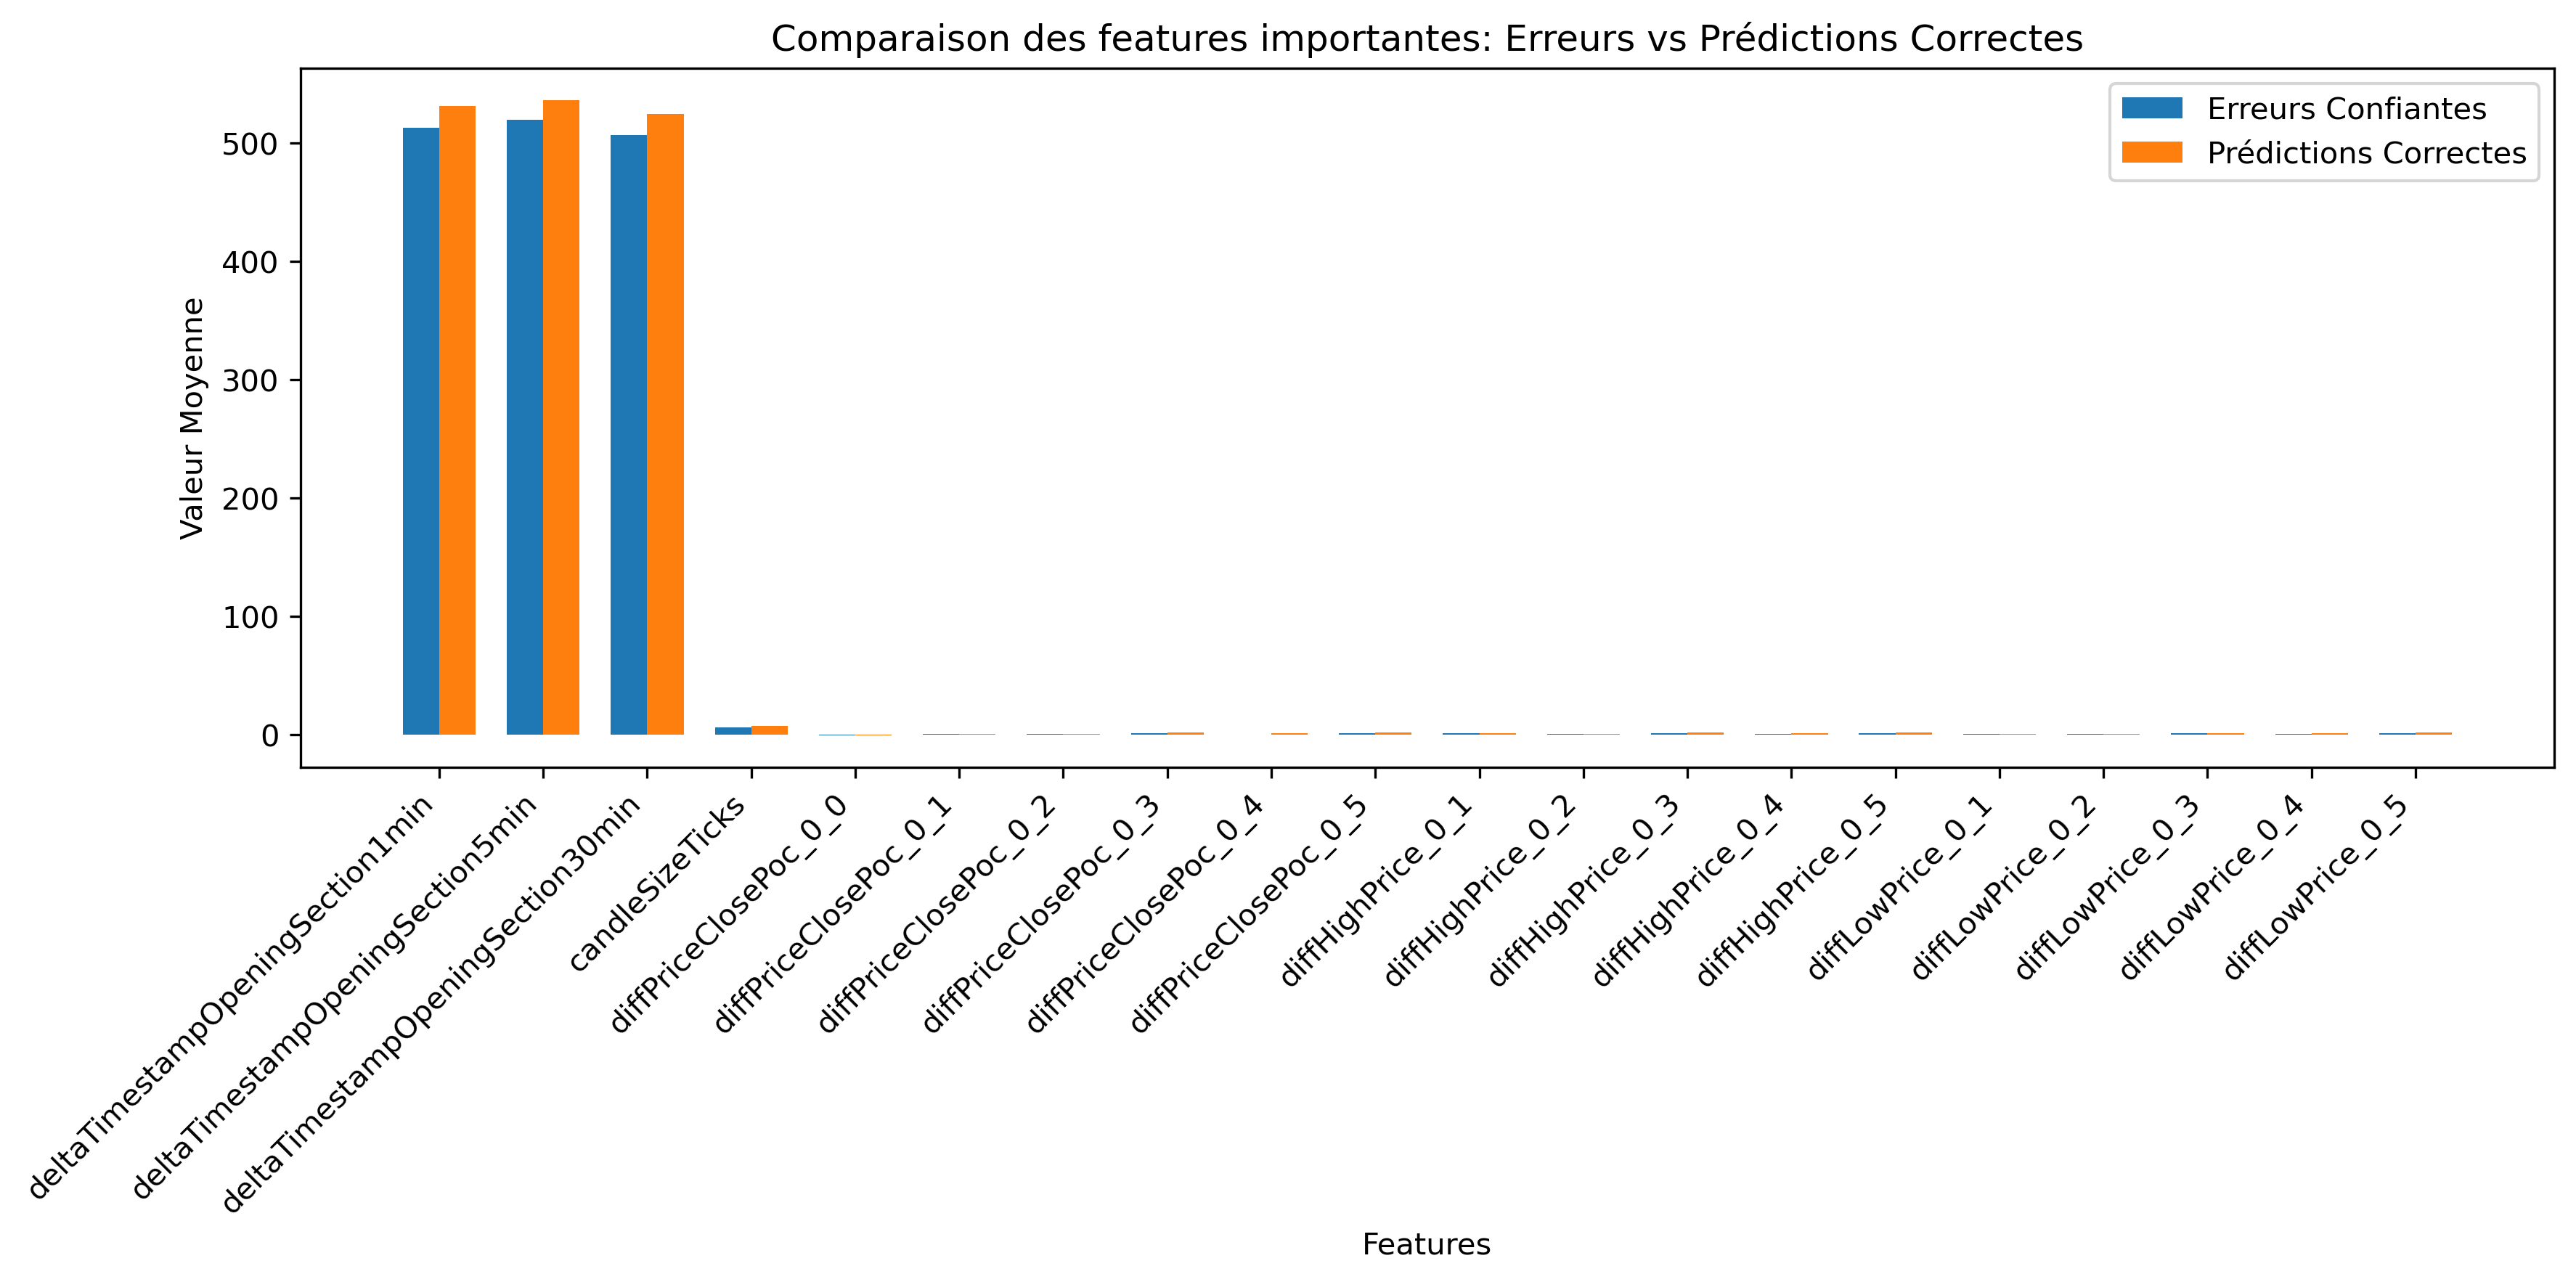 Comparaison des features importantes: Erreurs vs Prédictions Correctes
Erreurs Confiantes
Prédictions Correctes
Valeur Moyenne
500
400
300
200
100
0
deltaTimestampOpeningSection1min
deltaTimestampOpeningSection5min
deltaTimestampOpeningSection30min
candleSizeTicks
diffPriceClosePoc_0_0
diffPriceClosePoc_0_1
diffPriceClosePoc_0_2
diffPriceClosePoc_0_3
diffPriceClosePoc_0_4
diffPriceClosePoc_0_5
diffHighPrice_0_1
diffHighPrice_0_2
diffHighPrice_0_3
diffHighPrice_0_4
diffHighPrice_0_5
diffLowPrice_0_1
diffLowPrice_0_2
diffLowPrice_0_3
diffLowPrice_0_4
diffLowPrice_0_5
Features